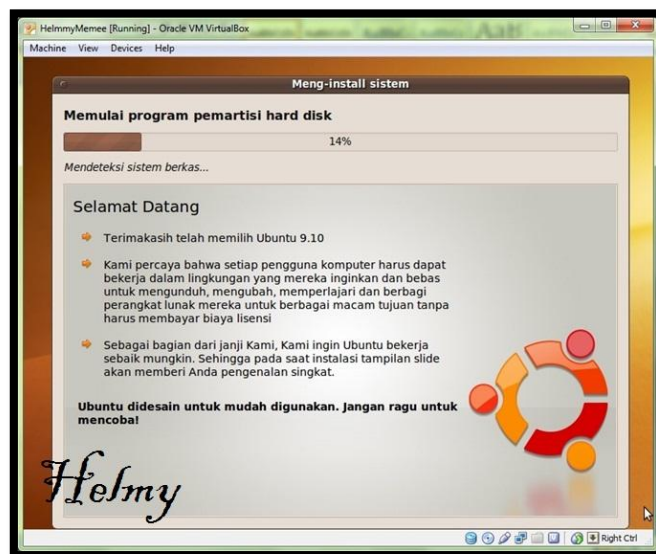 HelmmyMemee [Running] - Oracle VM VirtualBox
Machine View Devices Help
Meng-install sistem
Memulai program pemartisi hard disk
14%
Mendeteksi sistem berkas...
Selamat Datang
Terimakasih telah memilih Ubuntu 9.10
Kami percaya bahwa setiap pengguna komputer harus dapat
bekerja dalam lingkungan yang mereka inginkan dan bebas
untuk mengunduh, mengubah, memperlajari dan berbagi
perangkat lunak mereka untuk berbagai macam tujuan tanpa
harus membayar biaya lisensi
Sebagai bagian dari janji Kami, Kami ingin Ubuntu bekerja
sebaik mungkin. Sehingga pada saat instalasi tampilan slide
akan memberi Anda pengenalan singkat.
Ubuntu didesain untuk mudah digunakan. Jangan ragu untuk
mencoba!
Helmy
Right Ctrl